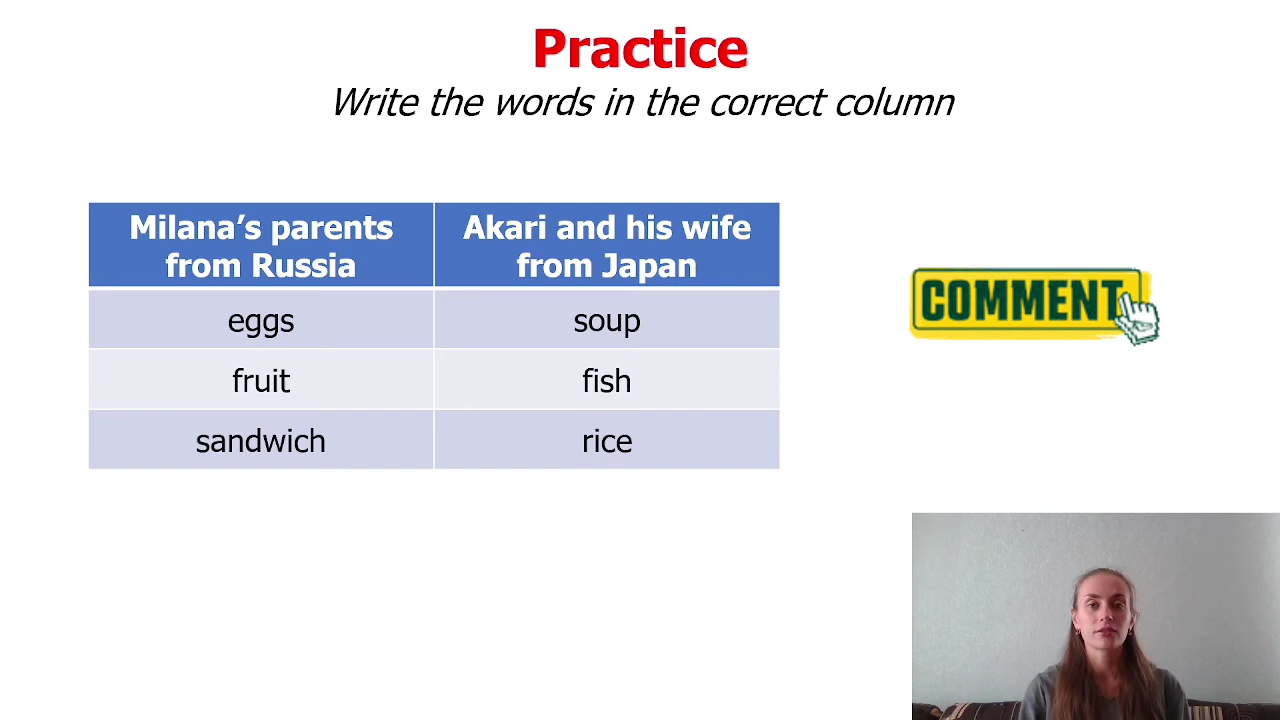 Practice
Write the words in the correct column
Milana’s parents
from Russia
Akari and his wife
from Japan
eggs
soup
fruit
fish
sandwich
rice
COMMENT